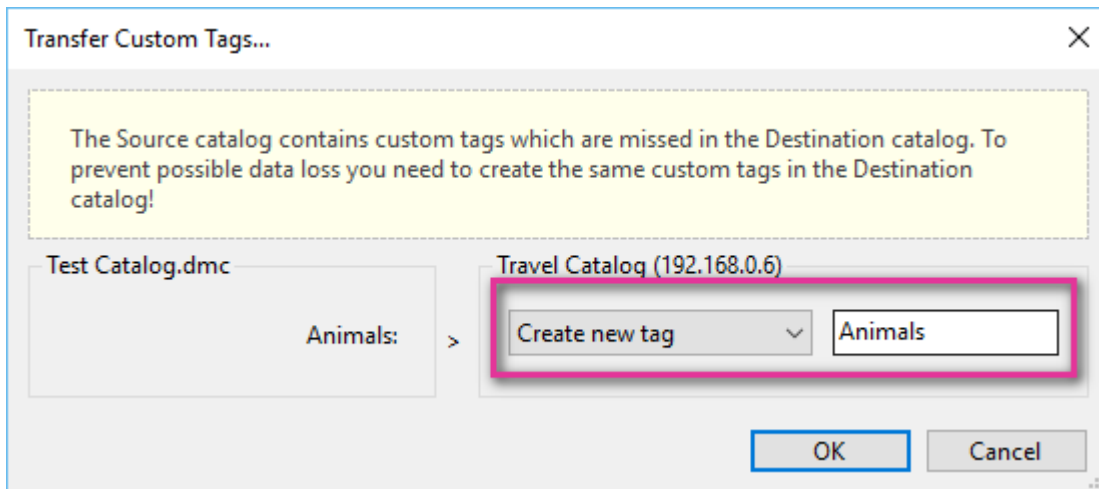 Transfer Custom Tags...
The Source catalog contains custom tags which are missed in the Destination catalog. To
prevent possible data loss you need to create the same custom tags in the Destination
catalog!
Test Catalog.dmc
Travel Catalog (192.168.0.6)
Animals:
>
Create new tag
Animals
OK
Cancel